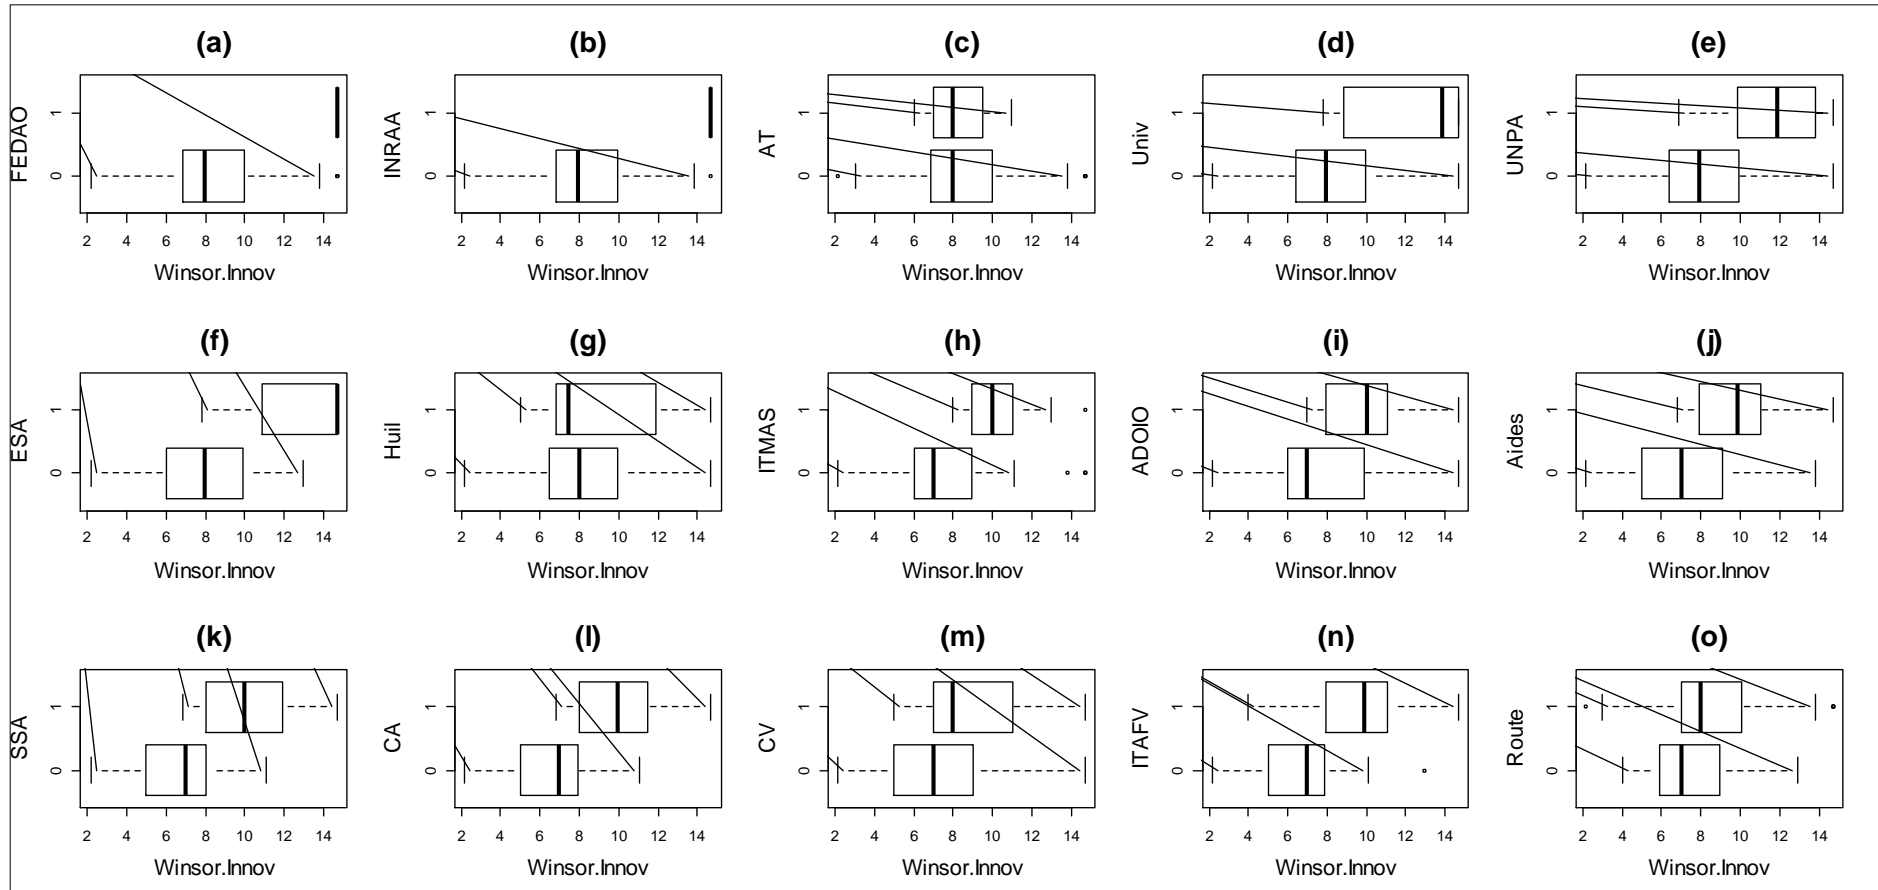 (a) (b) (c) (d) (e)
FEDAO 1 0 INRAA 1 0 AT 1 0 Univ 1 0 UNPA 1 0
2 4 6 8 10 12 14 2 4 6 8 10 12 14 2 4 6 8 10 12 14 2 4 6 8 10 12 14 2 4 6 8 10 12 14
Winsor.Innov Winsor.Innov Winsor.Innov Winsor.Innov Winsor.Innov
(f) (g) (h) (i) (j)
ESA 1 0 Huil 1 0 ITMAS 1 0 ADOIO 1 0 Aides 1 0
2 4 6 8 10 12 14 2 4 6 8 10 12 14 2 4 6 8 10 12 14 2 4 6 8 10 12 14 2 4 6 8 10 12 14
Winsor.Innov Winsor.Innov Winsor.Innov Winsor.Innov Winsor.Innov
(k) (l) (m) (n) (o)
SSA 1 0 CA 1 0 CV 1 0 ITAFV 1 0 Route 1 0
2 4 6 8 10 12 14 2 4 6 8 10 12 14 2 4 6 8 10 12 14 2 4 6 8 10 12 14 2 4 6 8 10 12 14
Winsor.Innov Winsor.Innov Winsor.Innov Winsor.Innov Winsor.Innov